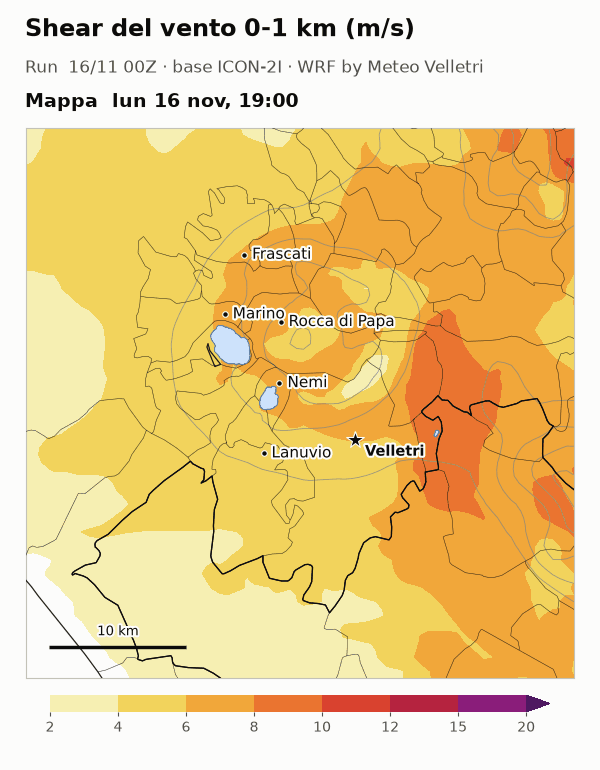 Shear del vento 0-1 km (m/s)
Run 16/11 00Z · base ICON-2I · WRF by Meteo Velletri
Mappa lun 16 nov, 19:00
Frascati
Marino
Rocca di Papa
Nemi
Velletri
Lanuvio
10 km
2 4 6 8 10 12 15 20